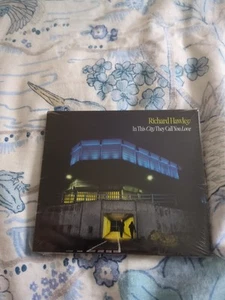 Richard Hawley
In This City They Call You Love